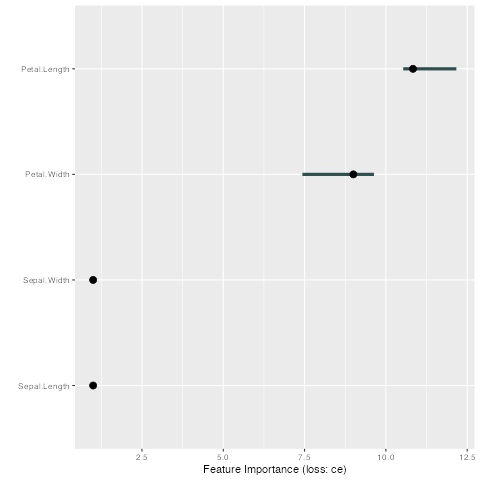 Petal.Length
Petal.Width
Sepal.Width
Sepal.Length
2.5 5.0 7.5 10.0 12.5
Feature Importance (loss: ce)